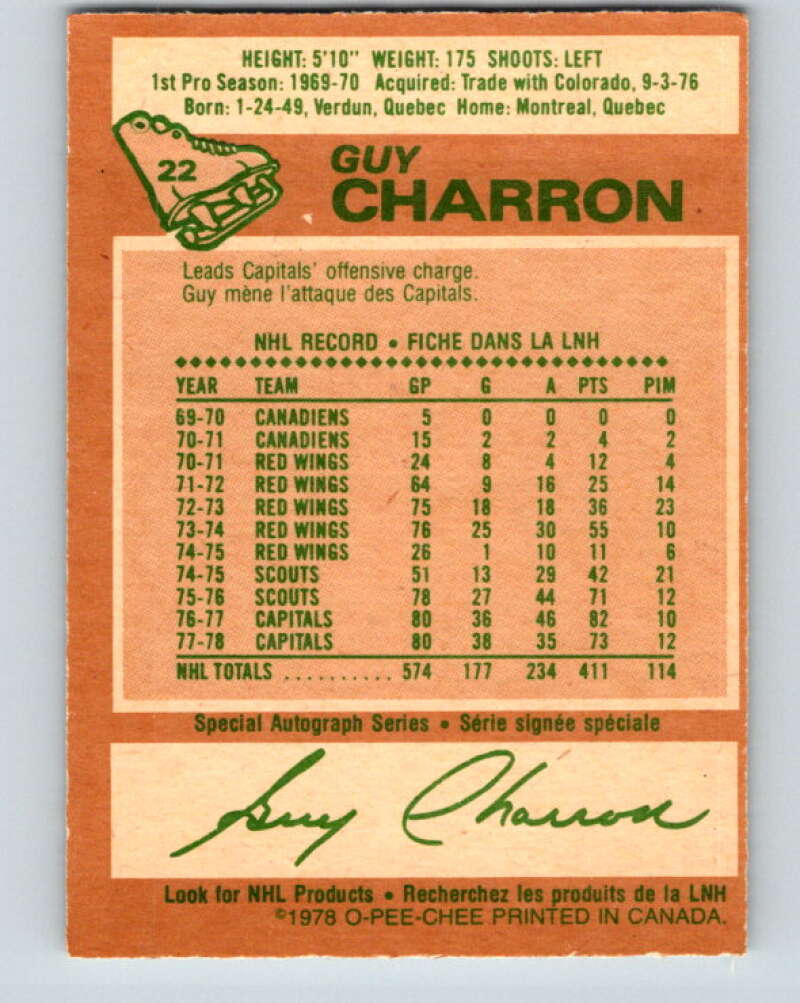 HEIGHT: 5'10" WEIGHT: 175 SHOOTS: LEFT
1st Pro Season: 1969-70 Acquired: Trade with Colorado, 9-3-76
Born: 1-24-49, Verdun, Quebec Home: Montreal, Quebec
22
GUY
CHARRON
Leads Capitals' offensive charge.
Guy mène l'attaque des Capitals.
NHL RECORD • FICHE DANS LA LNH
YEAR TEAM GP G A PTS PIM
69-70 CANADIENS 5 0 0 0 0
70-71 CANADIENS 15 2 2 4 2
70-71 RED WINGS 24 8 4 12 4
71-72 RED WINGS 64 9 16 25 14
72-73 RED WINGS 75 18 18 36 23
73-74 RED WINGS 76 25 30 55 10
74-75 RED WINGS 26 1 10 11 6
74-75 SCOUTS 51 13 29 42 21
75-76 SCOUTS 78 27 44 71 12
76-77 CAPITALS 80 36 46 82 10
77-78 CAPITALS 80 38 35 73 12
NHL TOTALS .......... 574 177 234 411 114
Special Autograph Series • Série signée spéciale
Guy Charron
Look for NHL Products • Recherchez les produits de la LNH
©1978 O-PEE-CHEE PRINTED IN CANADA.